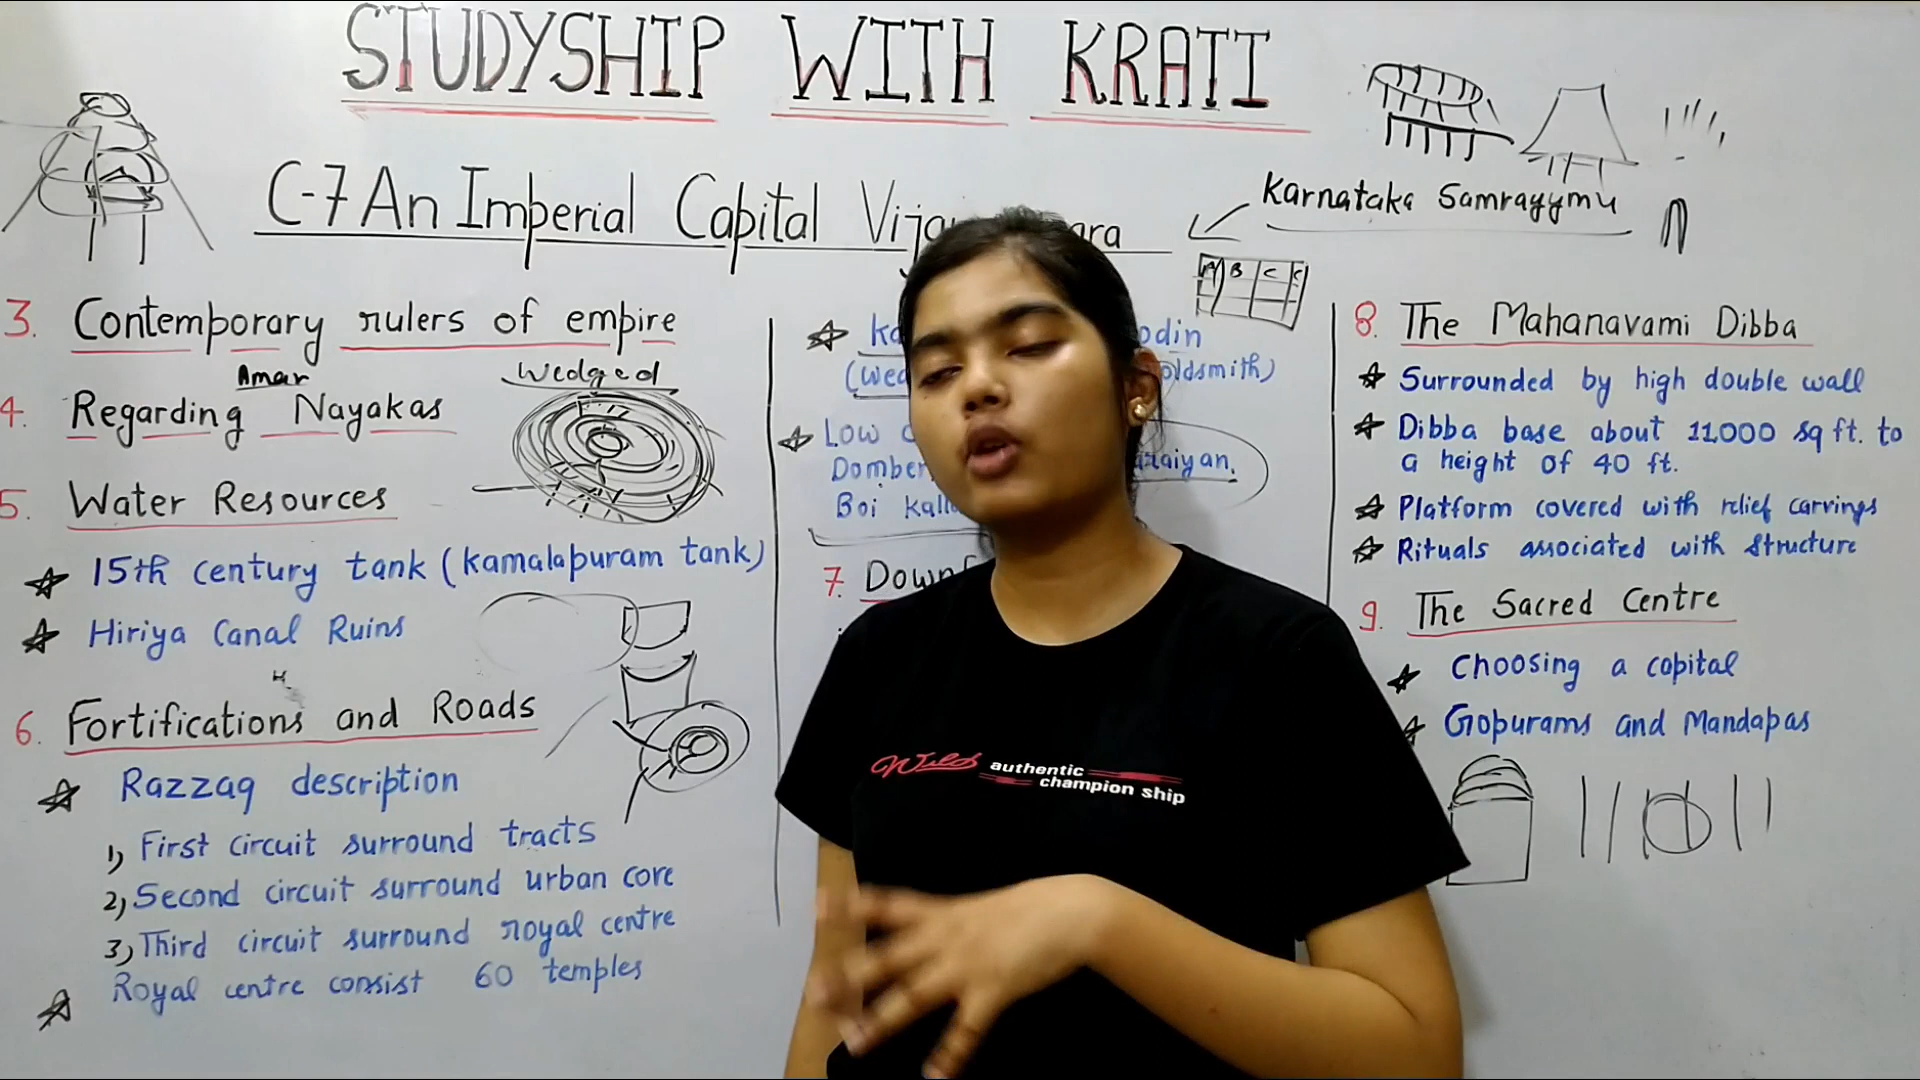 STUDYSHIP WITH KRATI
C-7 An Imperial Capital
Karnataka Samrayymu
3. Contemporary rulers of empire
4. Regarding Amar Nayakas
Wedged
5. Water Resources
15th century tank (kamalapuram tank)
Hiriya Canal Ruins
6. Fortifications and Roads
Razzaq description
1) First circuit surround tracts
2) Second circuit surround urban core
3) Third circuit surround royal centre
Royal centre consist 60 temples
B C
Low
Boi
7.
8. The Mahanavami Dibba
Surrounded by high double wall
Dibba base about 11000 sq ft. to
a height of 40 ft.
Platform covered with relief carvings
Rituals associated with structure
9. The Sacred Centre
Choosing a capital
Gopurams and Mandapas
Wild authentic
champion ship